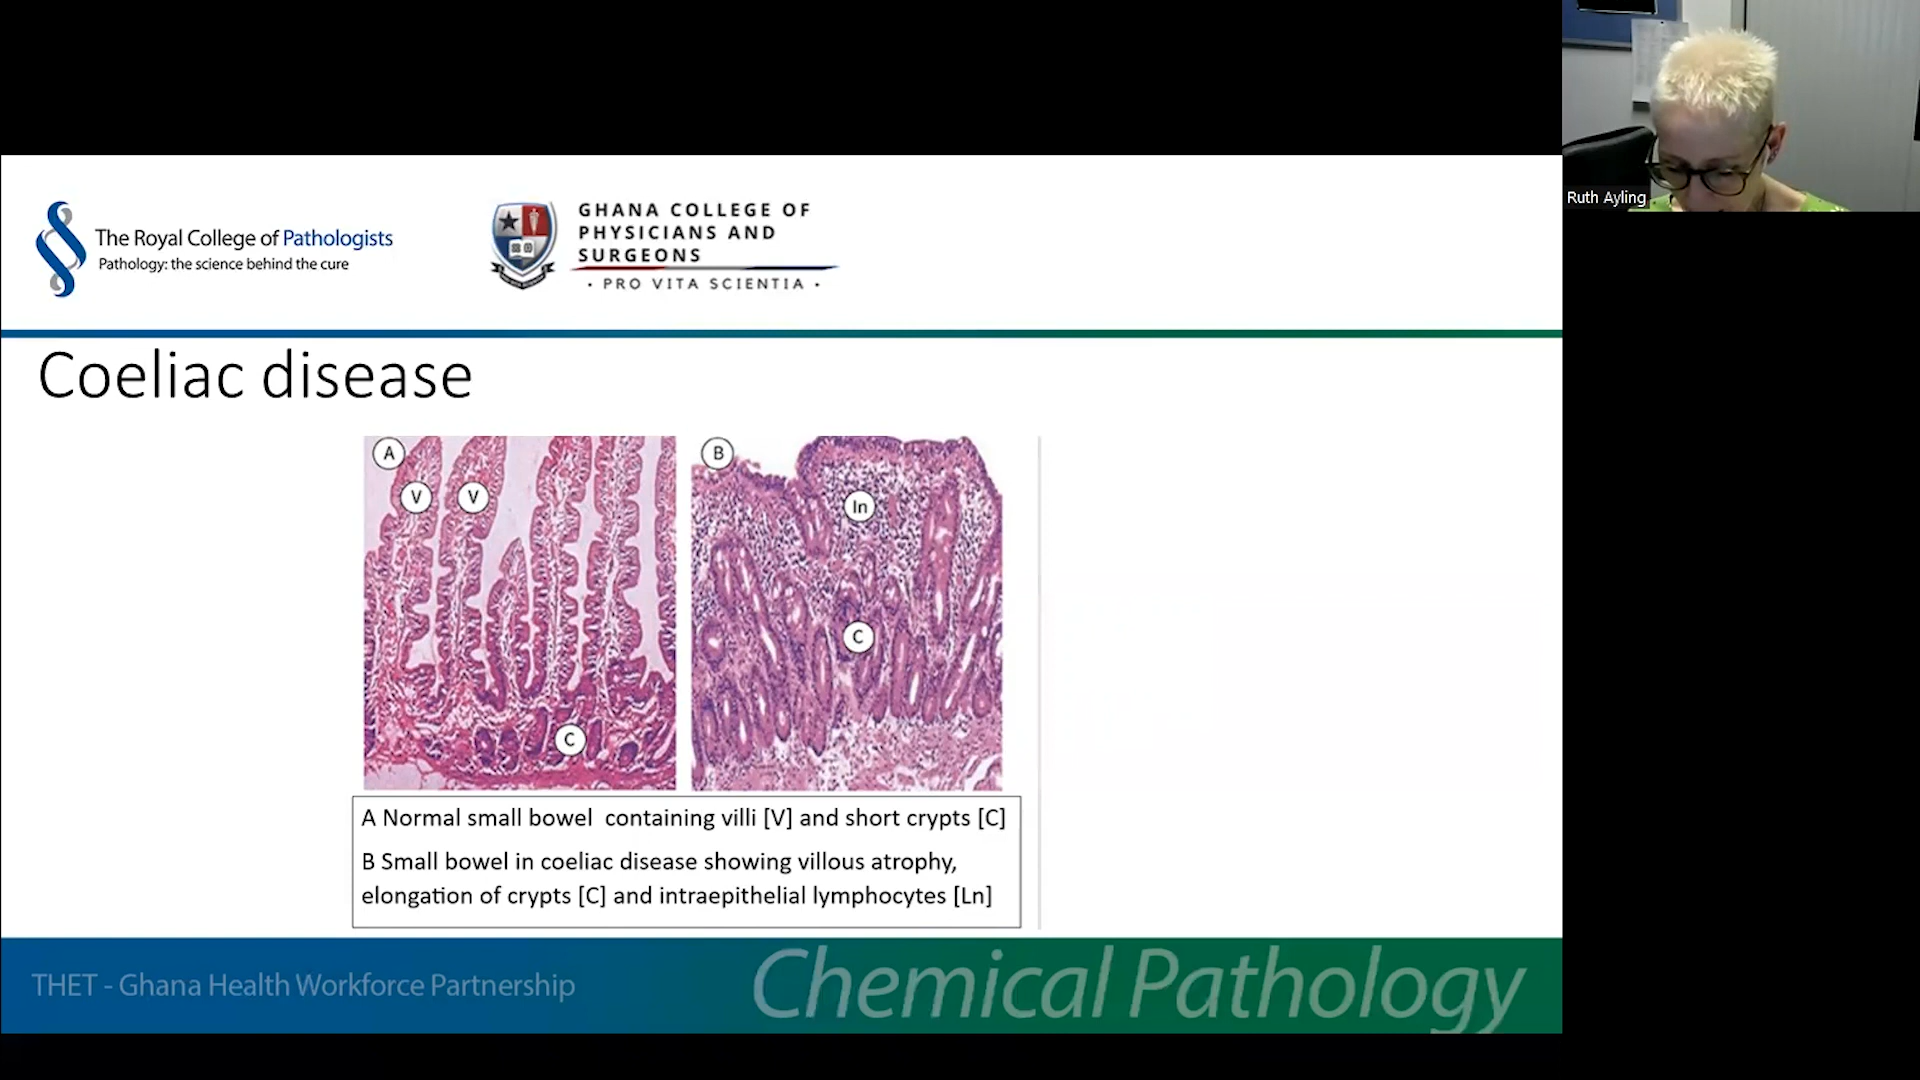 The Royal College of Pathologists
Pathology: the science behind the cure
GHANA COLLEGE OF
PHYSICIANS AND
SURGEONS
· PRO VITA SCIENTIA ·
Ruth Ayling
Coeliac disease
A
V
V
C
B
In
C
A Normal small bowel containing villi [V] and short crypts [C]
B Small bowel in coeliac disease showing villous atrophy,
elongation of crypts [C] and intraepithelial lymphocytes [Ln]
THET - Ghana Health Workforce Partnership
Chemical Pathology